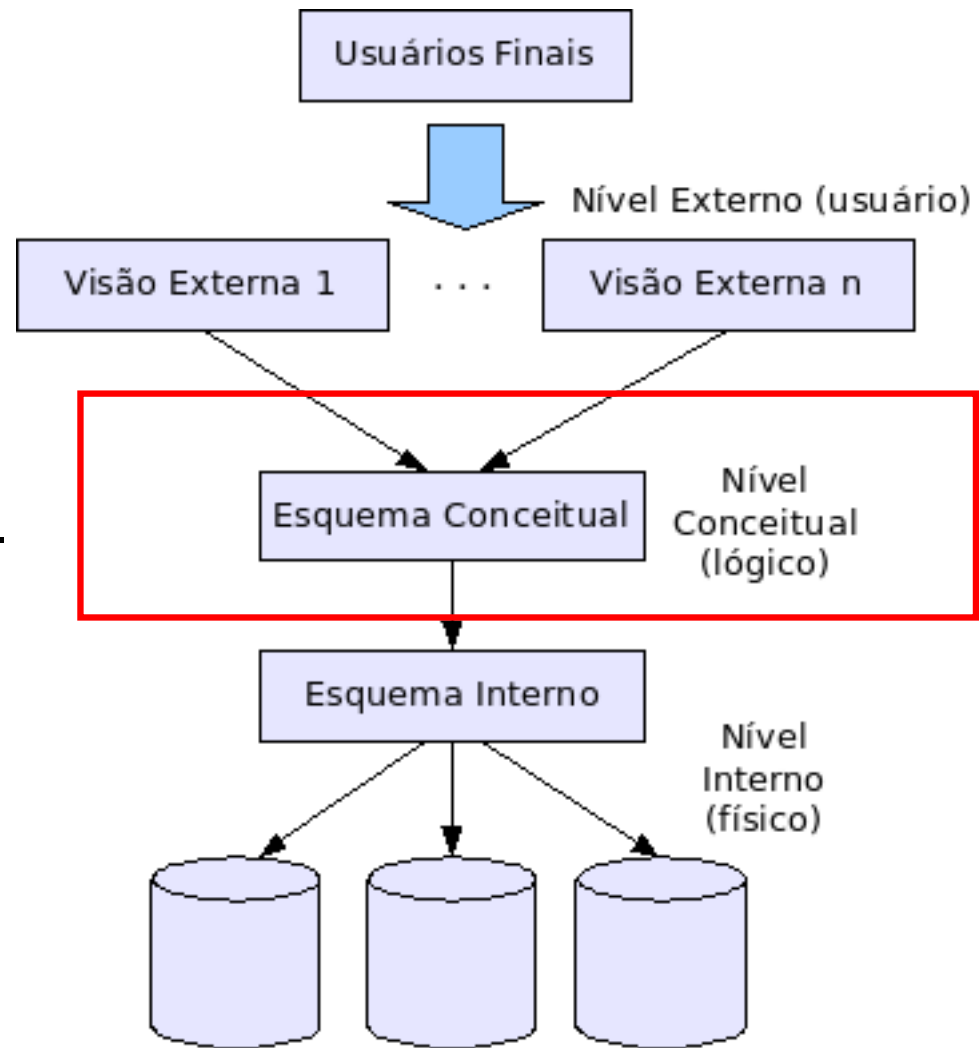 Usuários Finais
Nível Externo (usuário)
Visão Externa 1
. . .
Visão Externa n
Esquema Conceitual
Nível
Conceitual
(lógico)
Esquema Interno
Nível
Interno
(físico)